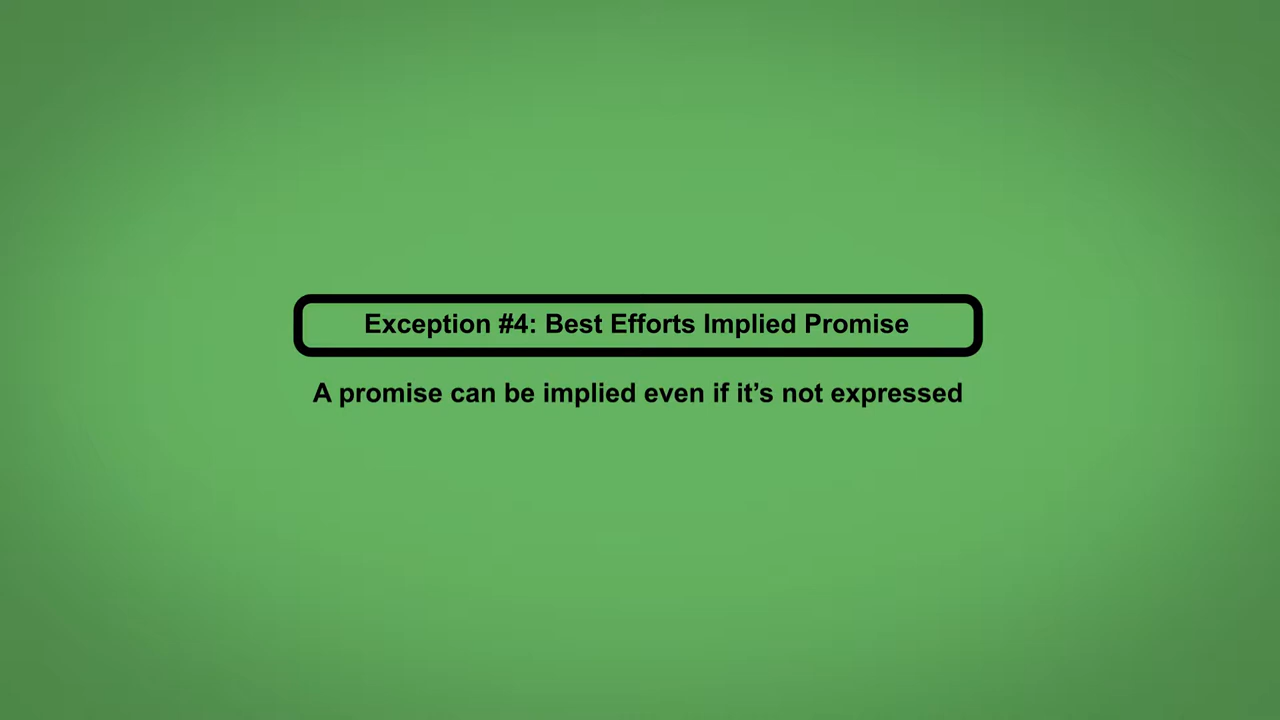 Exception #4: Best Efforts Implied Promise
A promise can be implied even if it’s not expressed